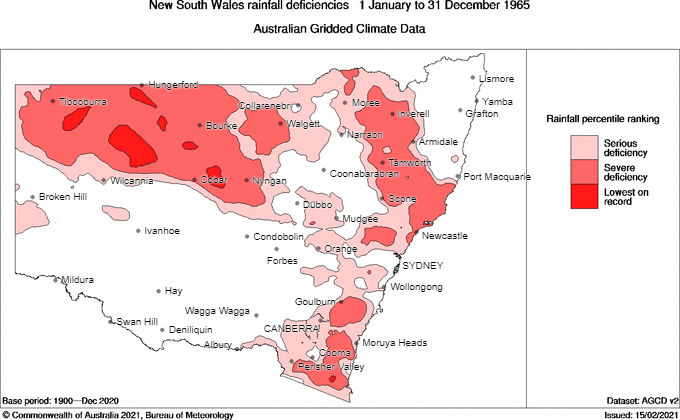 New South Wales rainfall deficiencies 1 January to 31 December 1965
Australian Gridded Climate Data
Hungerford
Lismore
Tibooburra
Collarenebri
Moree
Yamba
Inverell
Grafton
Bourke
Walgett
Narrabri
Armidale
Tamworth
Coonabarabran
Wilcannia
Cobar
Nyngan
Port Macquarie
Broken Hill
Scone
Dubbo
Mudgee
Ivanhoe
Condobolin
Newcastle
Orange
Forbes
SYDNEY
Mildura
Hay
Wollongong
Goulburn
Wagga Wagga
Swan Hill
Deniliquin
CANBERRA
Albury
Moruya Heads
Cooma
Perisher Valley
Rainfall percentile ranking
Serious
deficiency
Severe
deficiency
Lowest on
record
Base period: 1900—Dec 2020
Dataset: AGCD v2
© Commonwealth of Australia 2021, Bureau of Meteorology
Issued: 15/02/2021